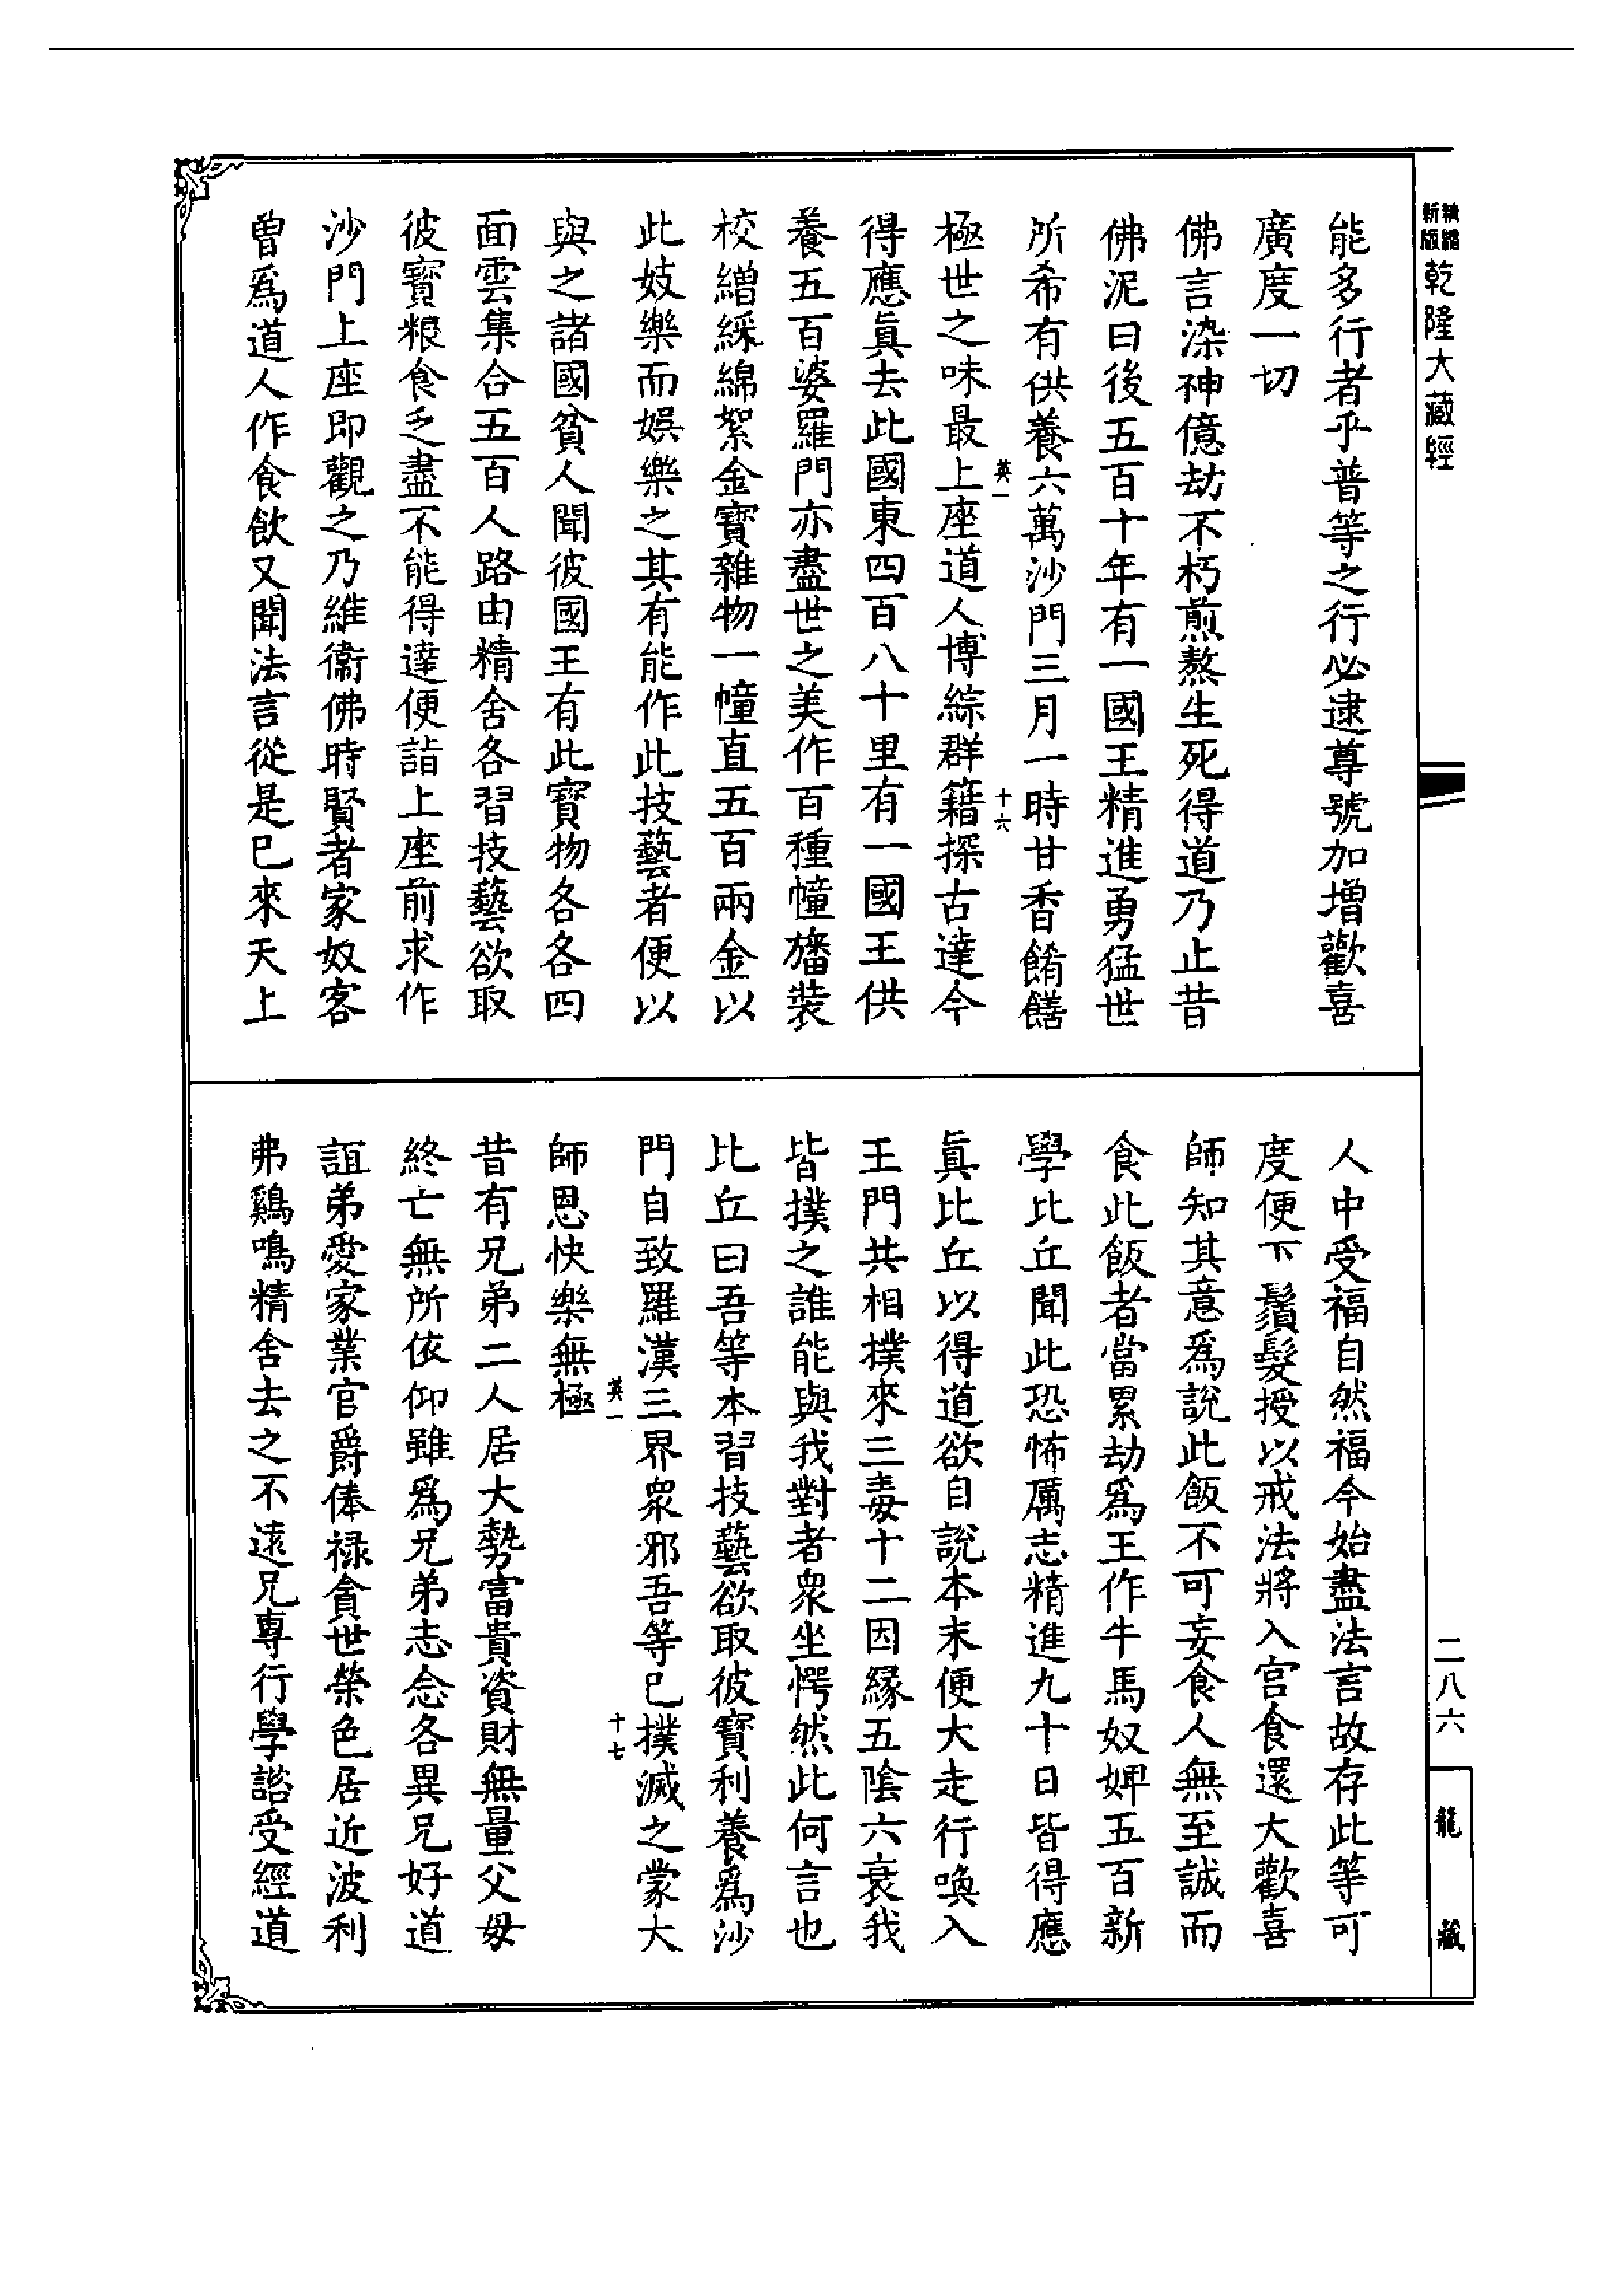 新版精縮乾隆大藏經
能多行者乎普等之行必逮尊號加增歡喜
廣度一切
佛言染神億劫不朽煎熬生死得道乃止昔
佛泥曰後五百十年有一國王精進勇猛世
所希有供養六萬沙門三月一時甘香餚饍
英一
十六
極世之味最上座道人博綜群籍探古達今
得應眞去此國東四百八十里有一國王供
養五百婆羅門亦盡世之美作百種幢旛裝
校繒綵綿絮金寶雜物一幢直五百兩金以
此妓樂而娛樂之其有能作此技藝者便以
與之諸國貧人聞彼國王有此寶物各各四
面雲集合五百人路由精舍各習技藝欲取
彼寶粮食乏盡不能得達便詣上座前求作
沙門上座即觀之乃維衞佛時賢者家奴客
曾爲道人作食飲又聞法言從是已來天上
人中受福自然福今始盡法言故存此等可
度便下鬚髮授以戒法將入宫食還大歡喜
師知其意爲說此飯不可妄食人無至誠而
食此飯者當累劫爲王作牛馬奴婢五百新
學比丘聞此恐怖厲志精進九十日皆得應
眞比丘以得道欲自說本末便大走行喚入
王門共相撲來三毒十二因緣五陰六衰我
皆撲之誰能與我對者衆坐愕然此何言也
比丘曰吾等本習技藝欲取彼寶利養爲沙
門自致羅漢三界衆邪吾等已撲滅之蒙大
英一
十七
師恩快樂無極
昔有兄弟二人居大勢富貴資財無量父母
終亡無所依仰雖爲兄弟志念各異兄好道
誼弟愛家業官爵俸祿貪世榮色居近波利
弗鷄鳴精舍去之不遠兄專行學諮受經道
二八六
龍藏